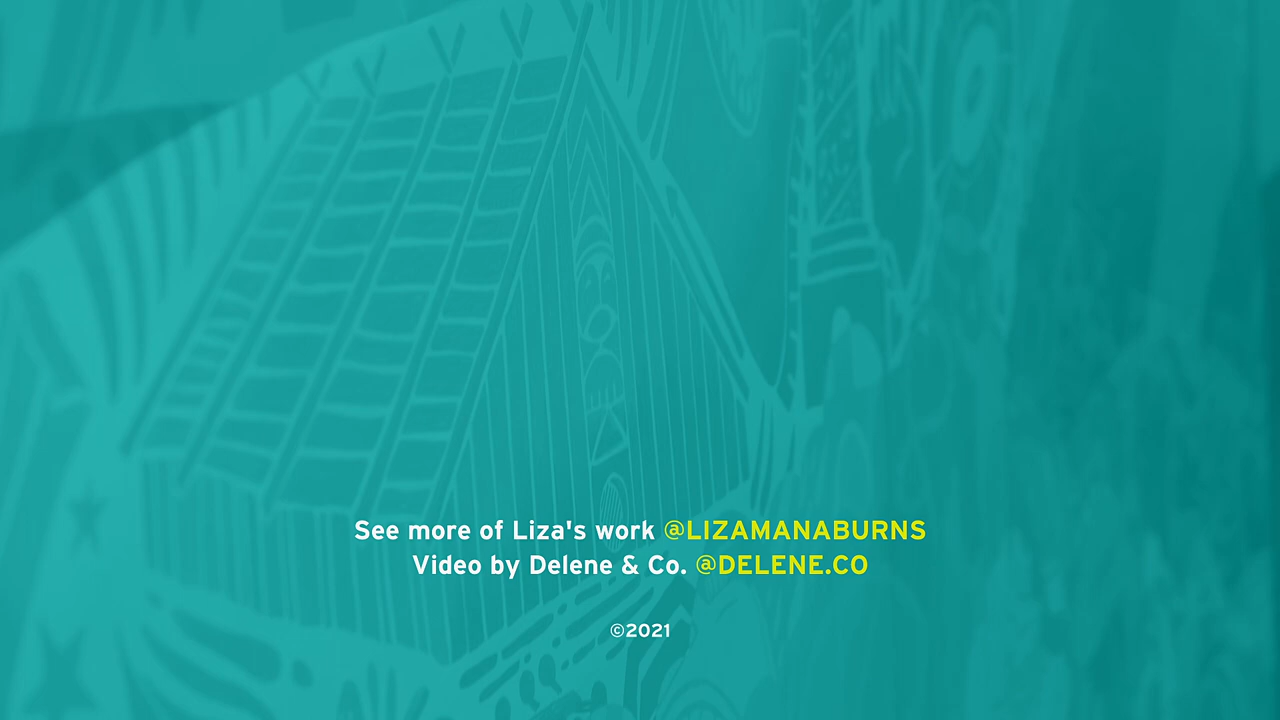 See more of Liza's work @LIZAMANABURNS
Video by Delene & Co. @DELENE.CO
©2021